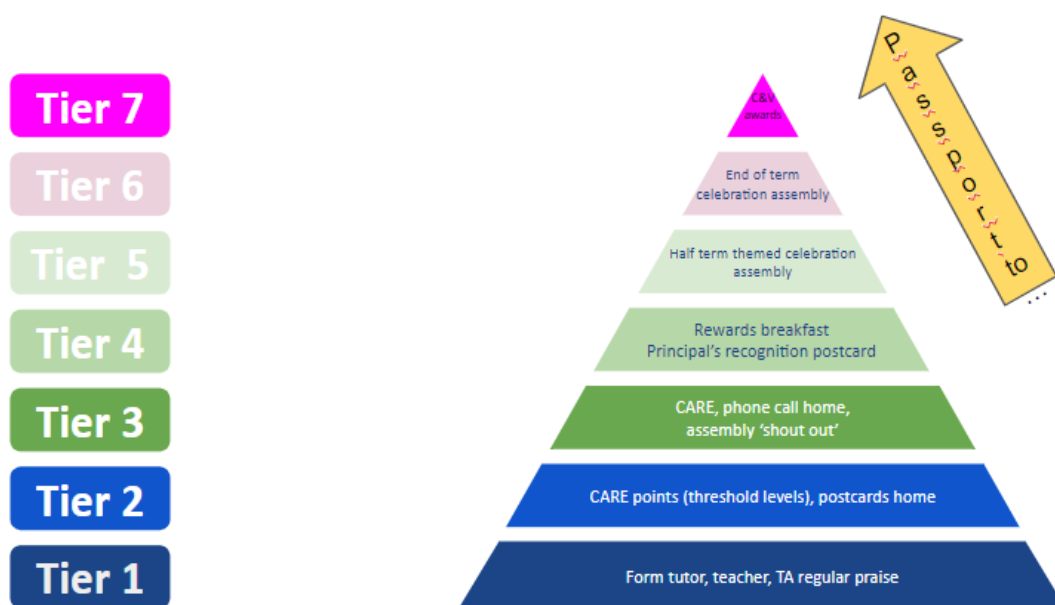 Tier 7
C&V
awards
Tier 6
End of term
celebration assembly
Tier 5
Half term themed celebration
assembly
Tier 4
Rewards breakfast
Principal’s recognition postcard
Tier 3
CARE, phone call home,
assembly ‘shout out’
Tier 2
CARE points (threshold levels), postcards home
Tier 1
Form tutor, teacher, TA regular praise
P a s s p o r t to ...